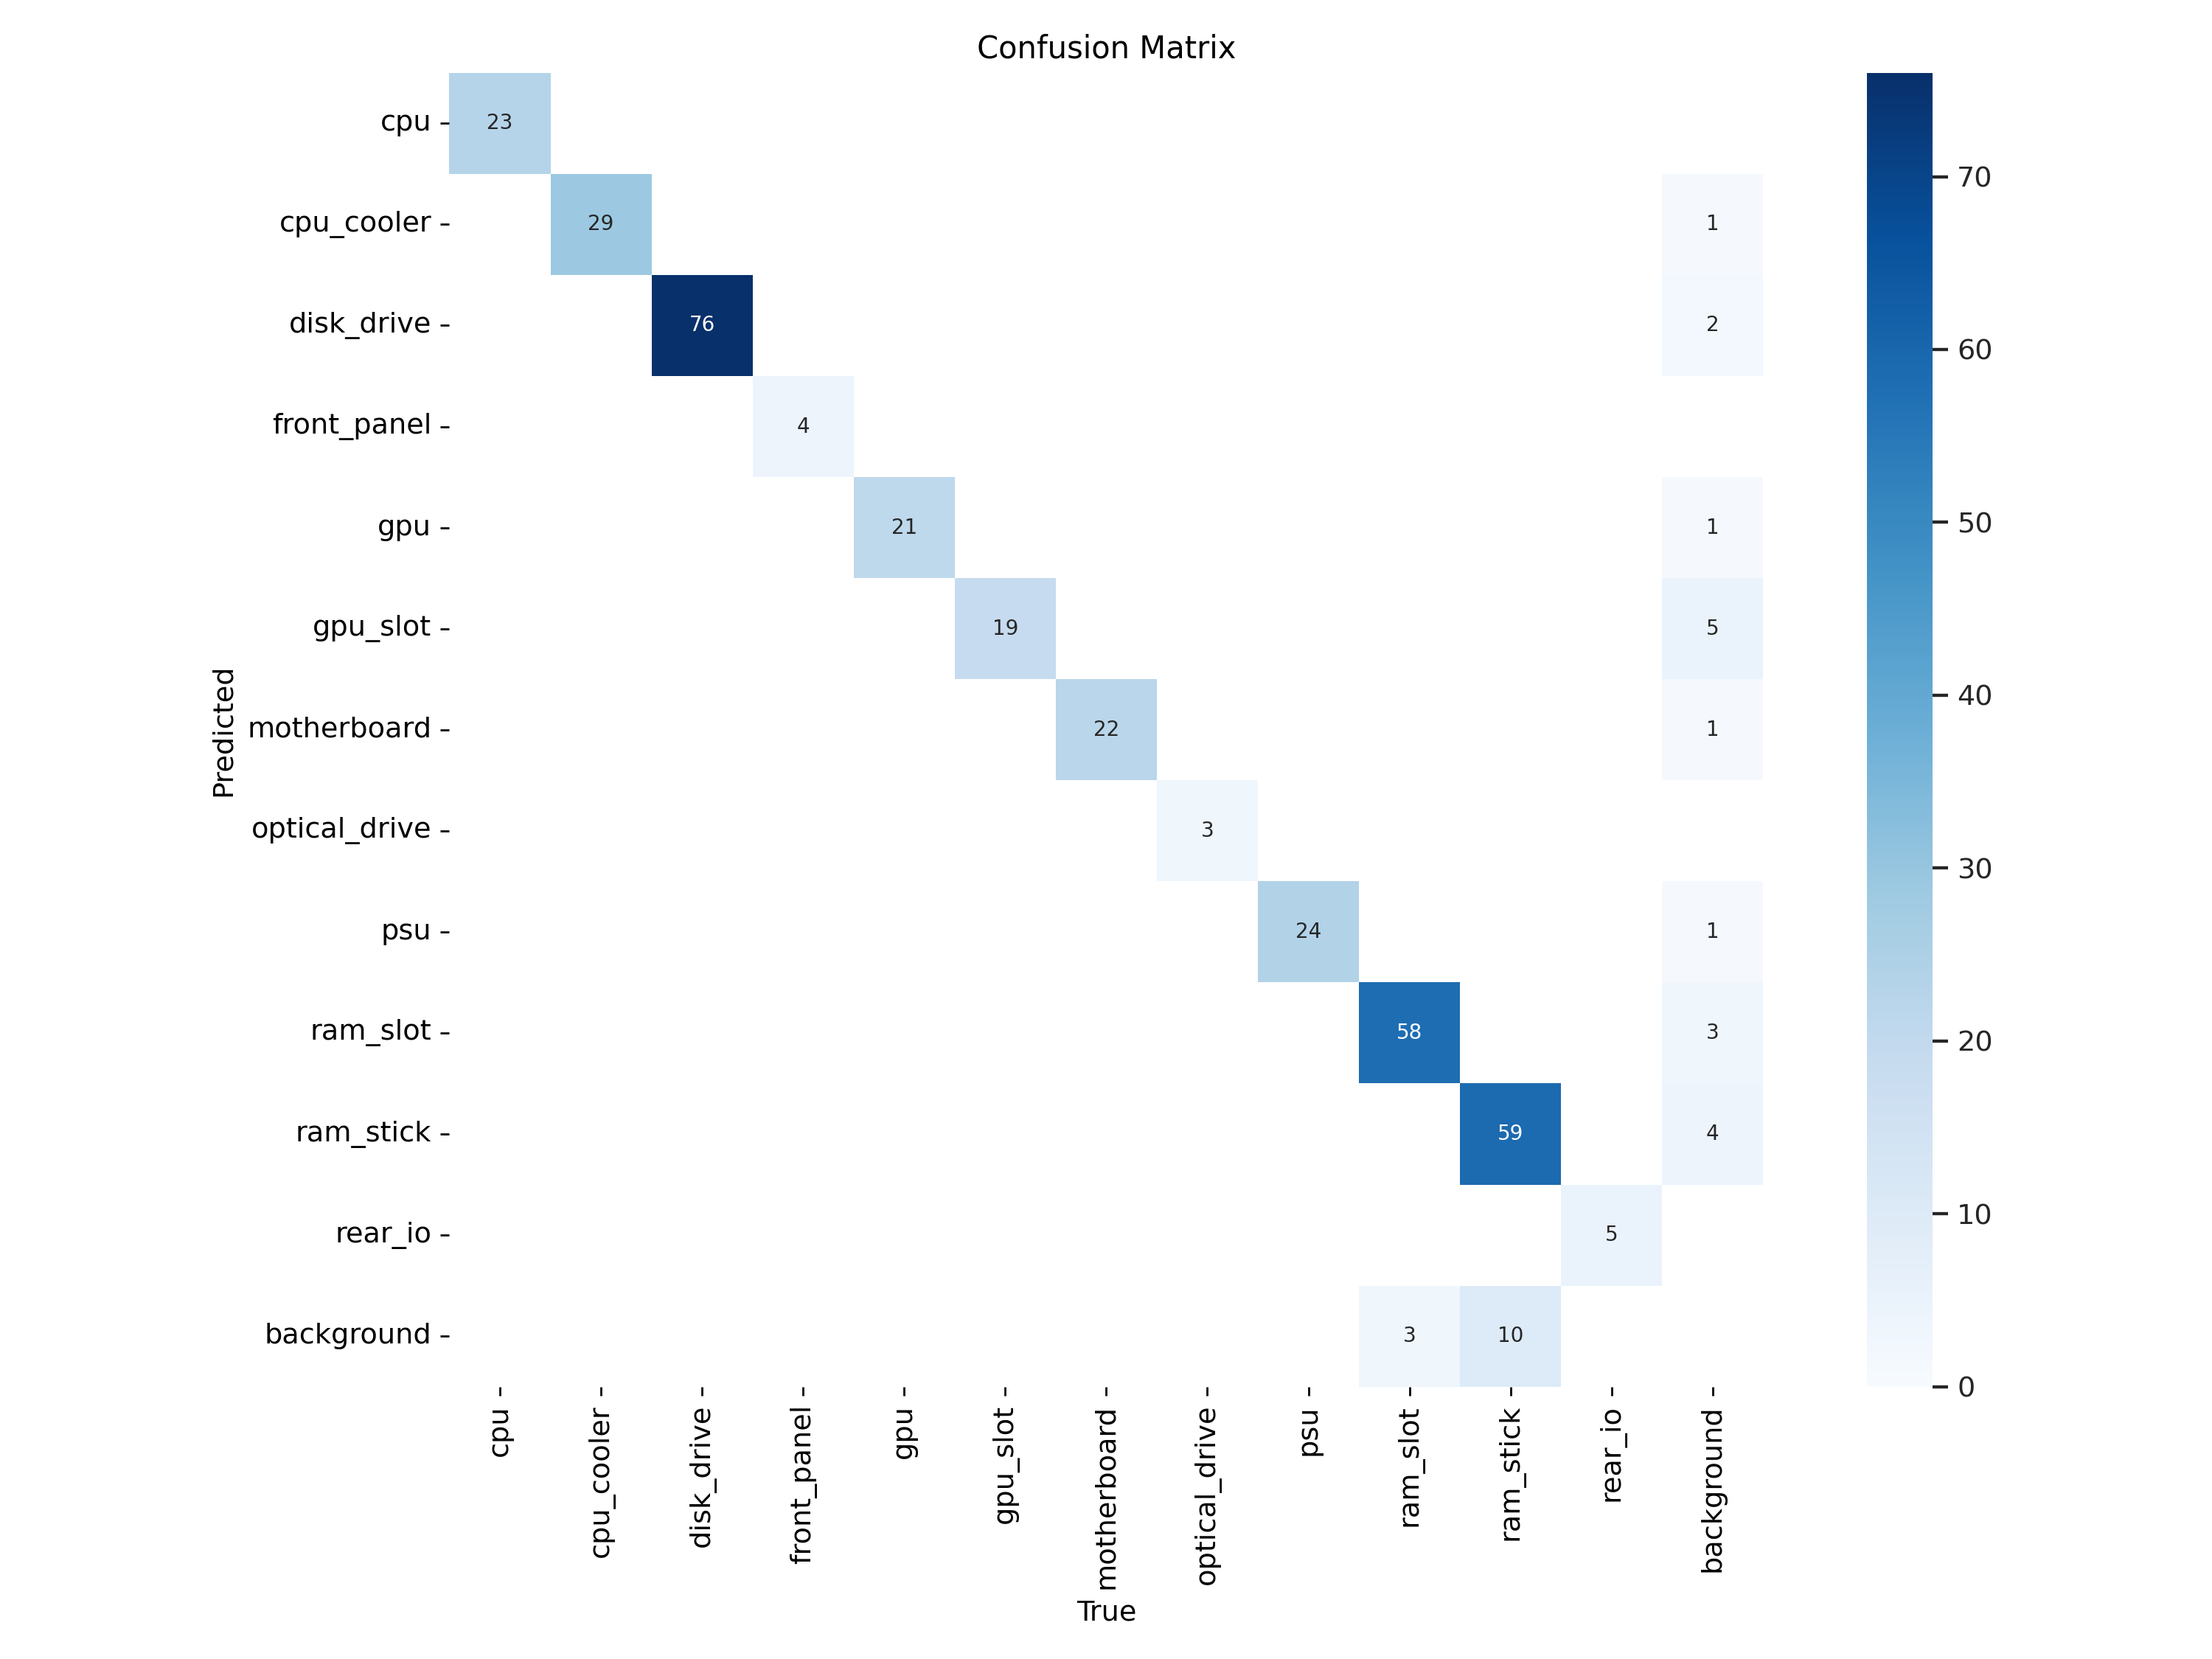 Confusion Matrix
cpu
23
cpu_cooler
29
1
disk_drive
76
2
front_panel
4
gpu
21
1
gpu_slot
19
5
motherboard
22
1
optical_drive
3
psu
24
1
ram_slot
58
3
ram_stick
59
4
rear_io
5
background
3
10
Predicted
cpu
cpu_cooler
disk_drive
front_panel
gpu
gpu_slot
motherboard
optical_drive
psu
ram_slot
ram_stick
rear_io
background
True
70
60
50
40
30
20
10
0